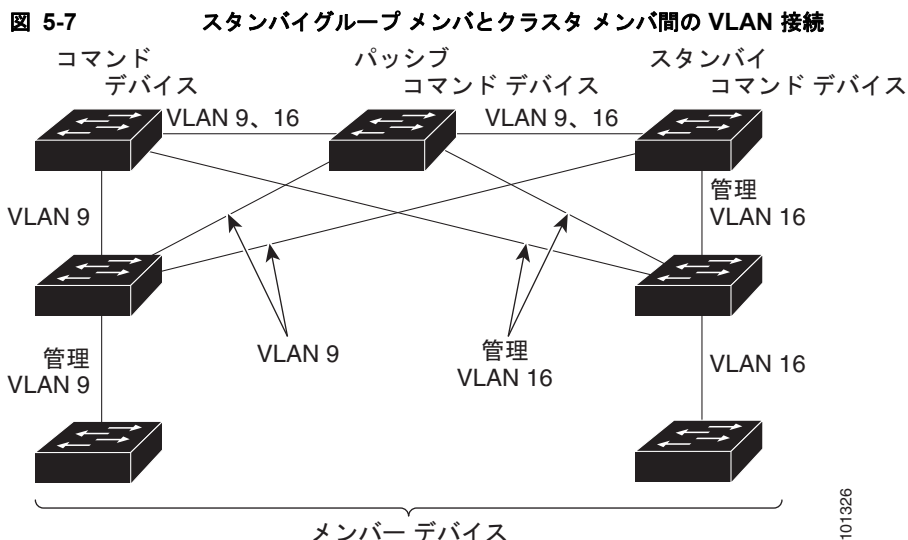 図 5-7 スタンバイグループ メンバとクラスタ メンバ間の VLAN 接続
コマンド
デバイス
パッシブ
コマンド デバイス
スタンバイ
コマンド デバイス
VLAN 9、16
VLAN 9、16
VLAN 9
管理
VLAN 16
管理
VLAN 9
VLAN 9
管理
VLAN 16
VLAN 16
メンバー デバイス
101326